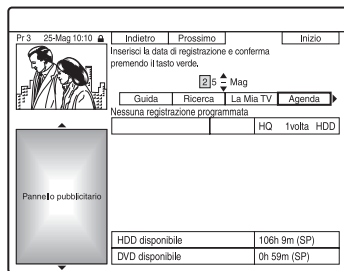 Pr 3 25-Mag 10:10 Indietro Prossimo Inizio
Inserisci la data di registrazione e conferma
premendo il tasto verde.
25 Mag
Guida Ricerca La Mia TV Agenda
Nessuna registrazione programmata
HQ 1volta HDD
Pannello pubblicitario
HDD disponibile 106h 9m (SP)
DVD disponibile 0h 59m (SP)